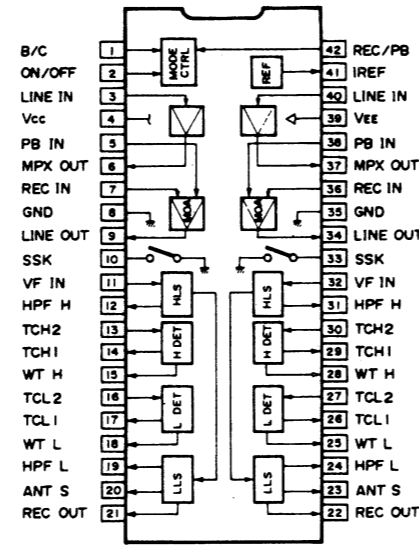 B/C 1 MODE CTRL 42 REC/PB
ON/OFF 2 REF 41 IREF
LINE IN 3 40 LINE IN
Vcc 4 39 VEE
PB IN 5 38 PB IN
MPX OUT 6 37 MPX OUT
REC IN 7 36 REC IN
GND 8 MOA MOA 35 GND
LINE OUT 9 34 LINE OUT
SSK 10 33 SSK
VF IN 11 HLS HLS 32 VF IN
HPF H 12 31 HPF H
TCH2 13 H DET H DET 30 TCH2
TCH1 14 29 TCH1
WT H 15 28 WT H
TCL2 16 L DET L DET 27 TCL2
TCL1 17 26 TCL1
WT L 18 25 WT L
HPF L 19 LLS LLS 24 HPF L
ANT S 20 23 ANT S
REC OUT 21 22 REC OUT